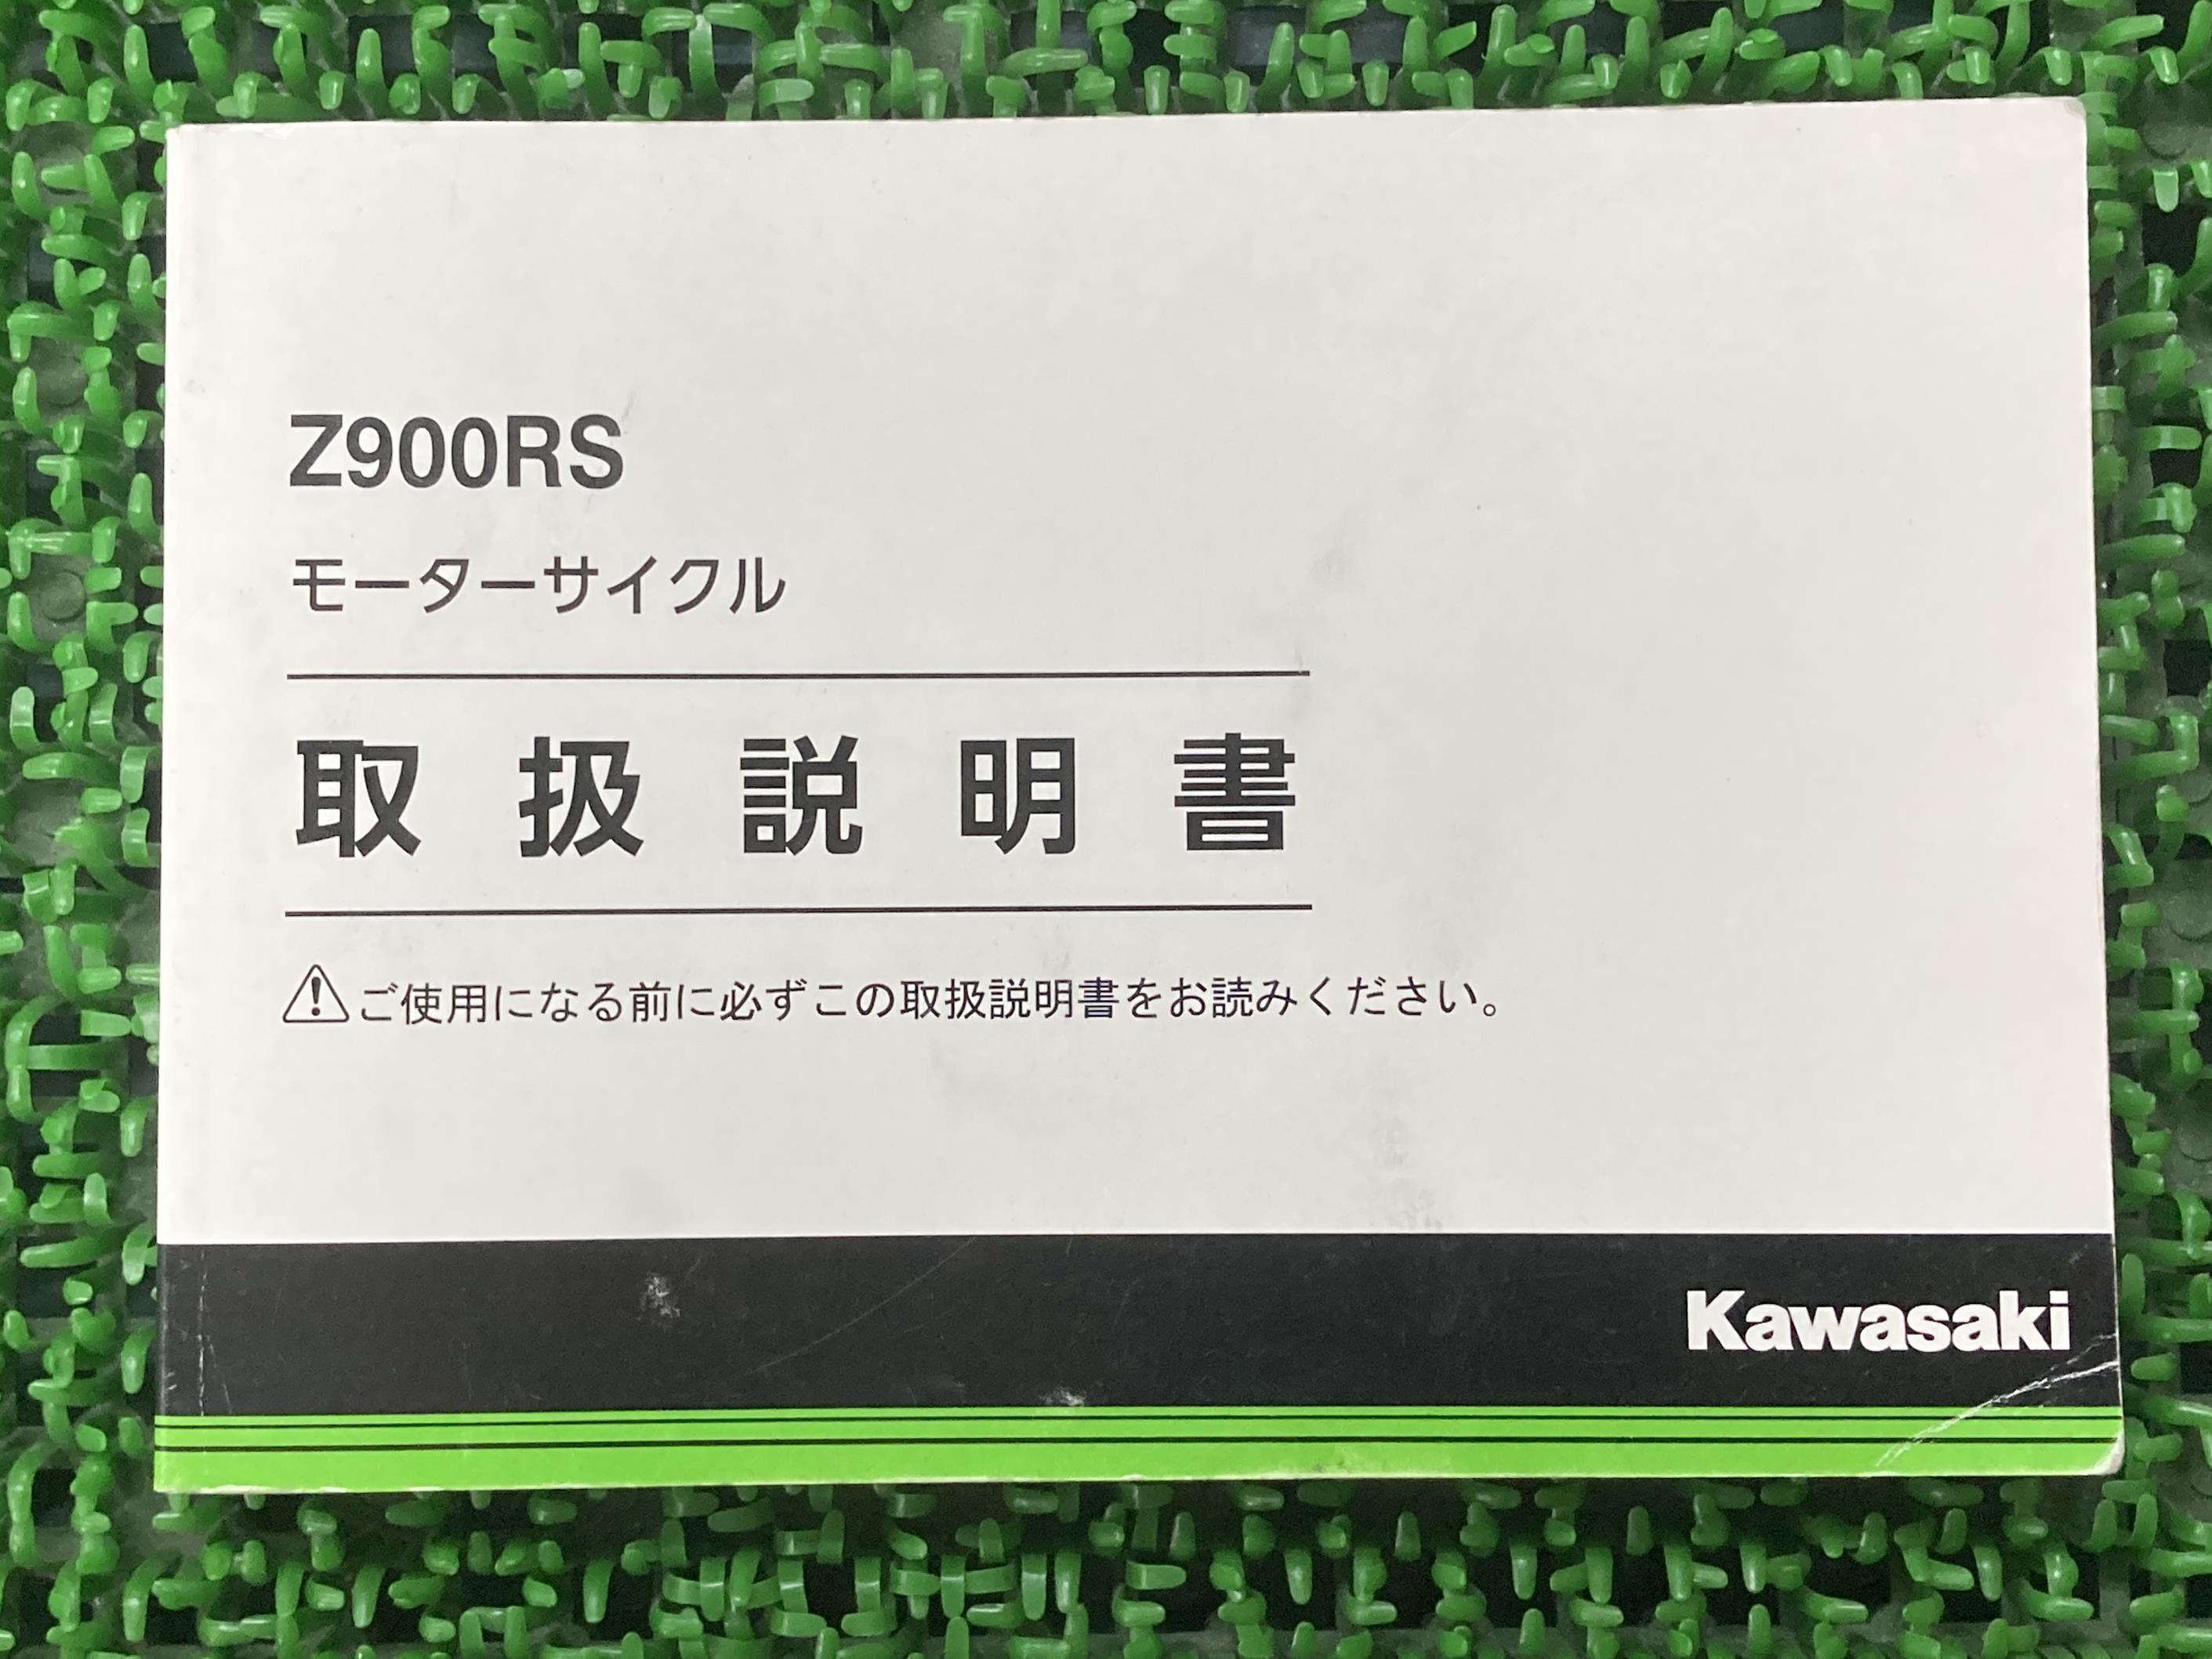 Z900RS
モーターサイクル
取扱説明書
⚠ご使用になる前に必ずこの取扱説明書をお読みください。
Kawasaki